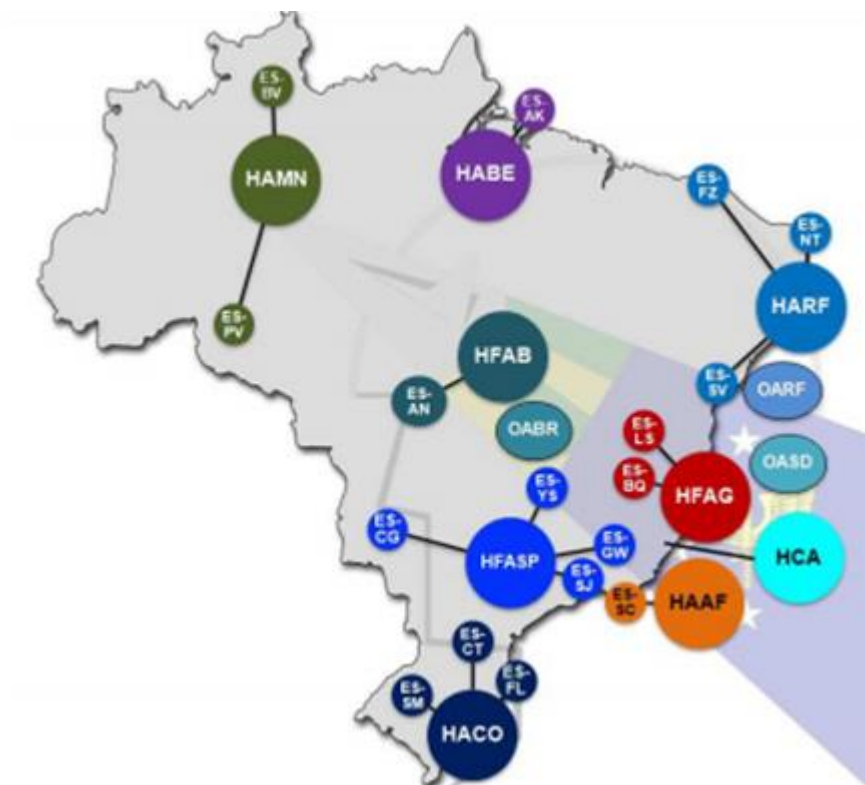 ES-
BV
ES-
AK
HAMN
HABE
ES-
FZ
ES-
NT
HARF
ES-
PV
HFAB
ES-
AN
ES-
SV
OARF
OABR
ES-
LS
OASD
ES-
BQ
HFAG
ES-
YS
ES-
CG
HFASP
ES-
GW
HCA
ES-
SJ
ES-
SC
HAAF
ES-
CT
ES-
FL
ES-
SM
HACO